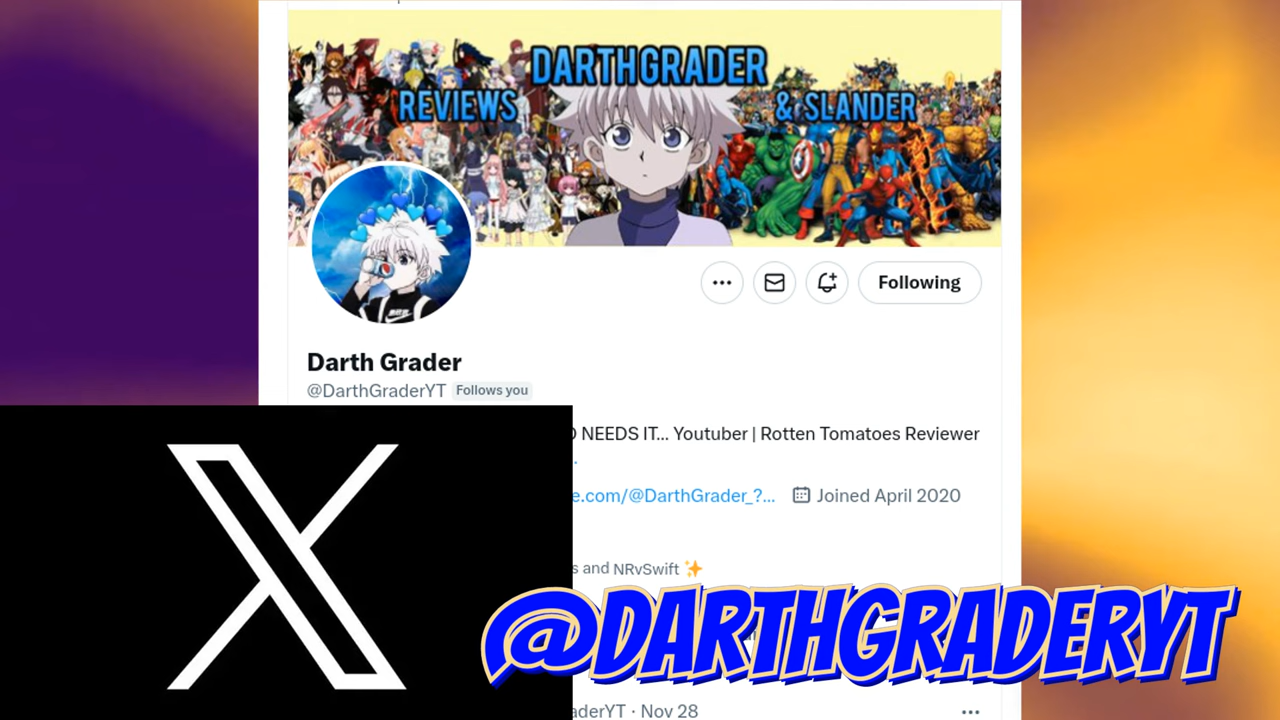 DARTHGRADER
REVIEWS & SLANDER
Following
Darth Grader
@DarthGraderYT Follows you
NEEDS IT... Youtuber | Rotten Tomatoes Reviewer
e.com/@DarthGrader_?... Joined April 2020
and NRvSwift ✨
@DARTHGRADERYT
aderYT · Nov 28